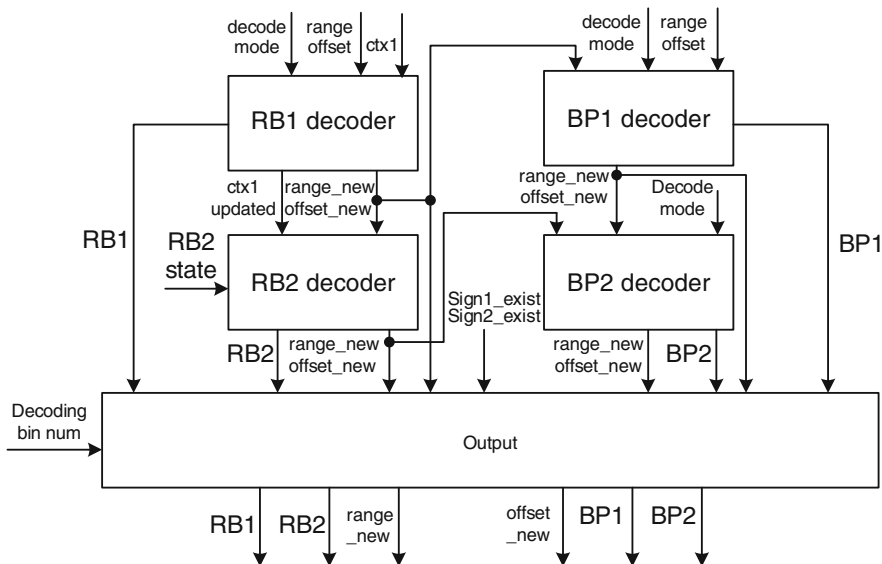 decode
mode
range
offset
ctx1
decode
mode
range
offset
RB1 decoder
BP1 decoder
ctx1
updated
range_new
offset_new
range_new
offset_new
Decode
mode
RB1
RB2
state
RB2 decoder
BP2 decoder
BP1
Sign1_exist
Sign2_exist
RB2
range_new
offset_new
range_new
offset_new
BP2
Decoding
bin num
Output
RB1
RB2
range
_new
offset
_new
BP1
BP2